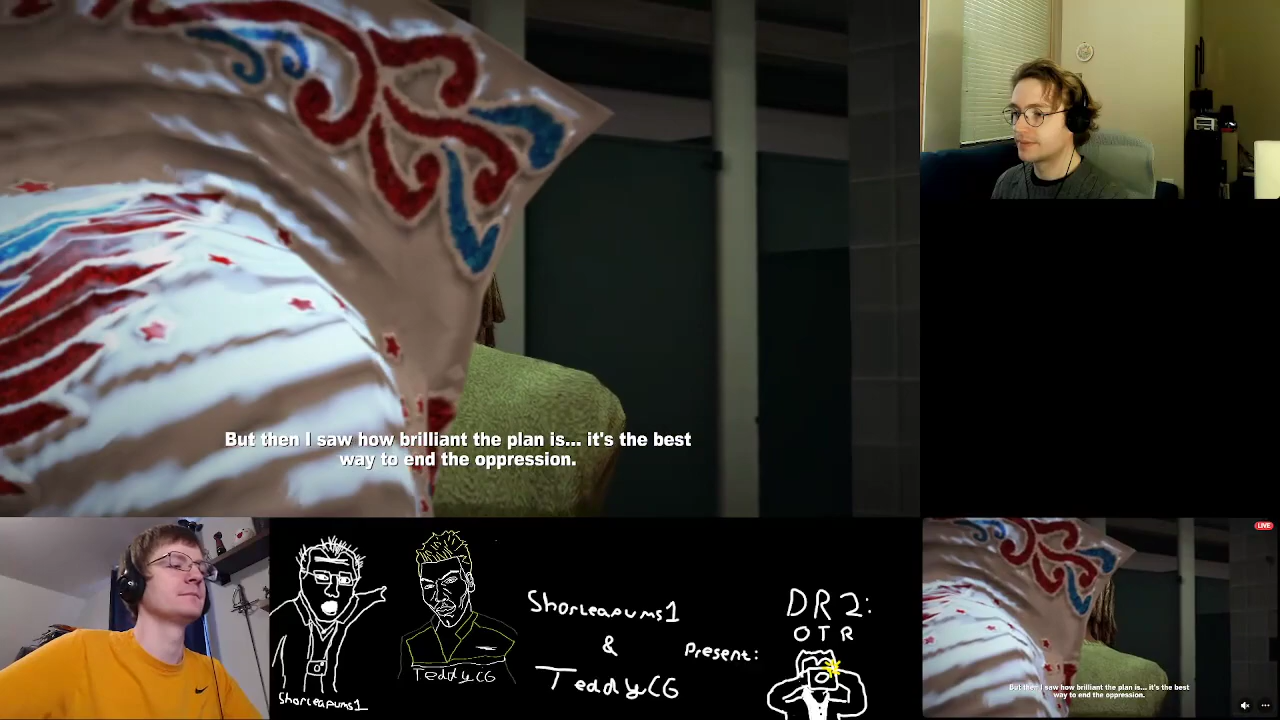 But then I saw how brilliant the plan is... it's the best
way to end the oppression.
LIVE
Shorleapums1
TeddyCG
Shorleapums1
&
TeddyCG
Present:
DR2:
OTR
But then I saw how brilliant the plan is... it's the best
way to end the oppression.